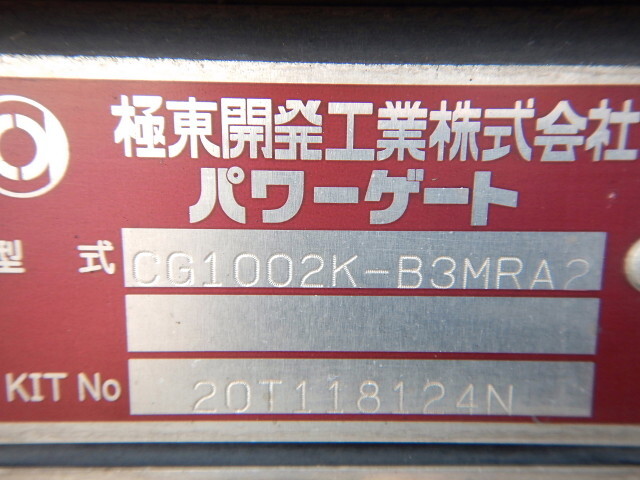 極東開発工業株式会社
パワーゲート
型 式 CG1002K-B3MRA2
KIT No 20T118124N